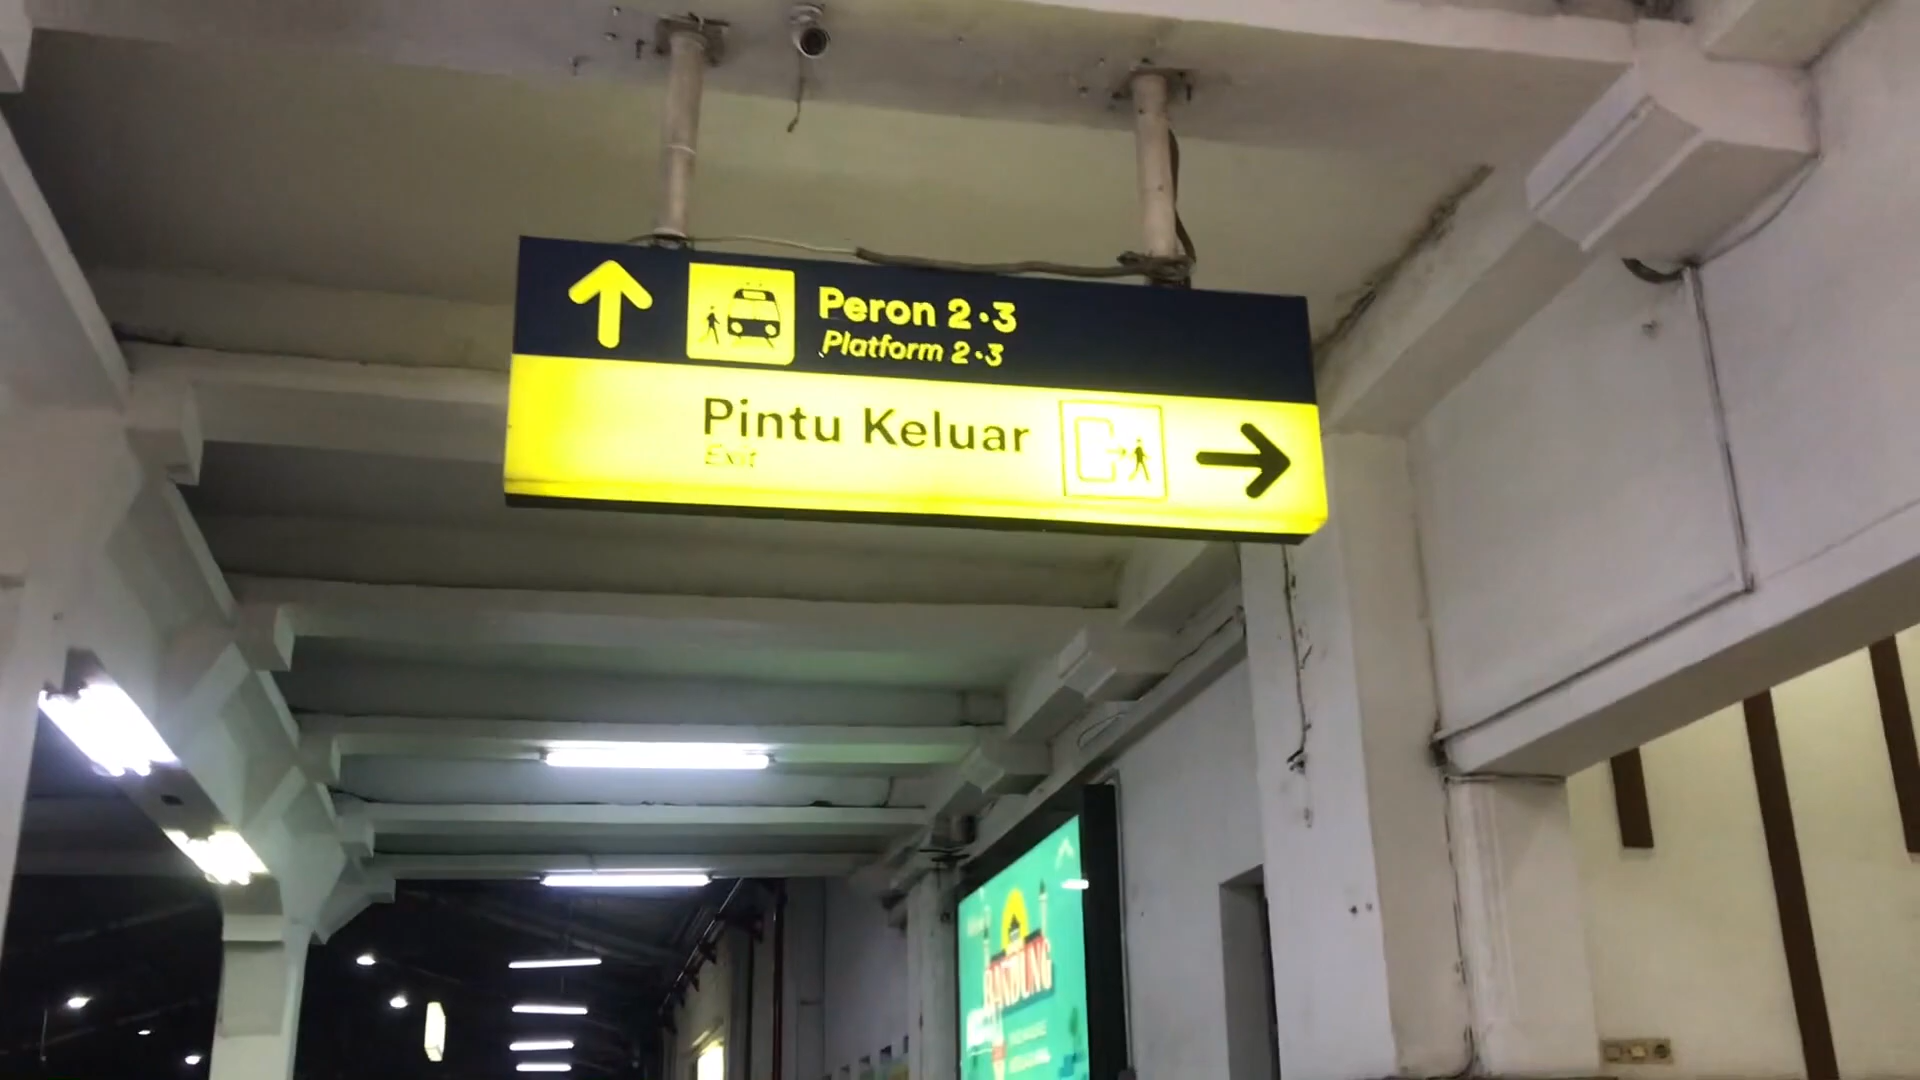 Peron 2·3
Platform 2·3
Pintu Keluar
Exit
BANDUNG